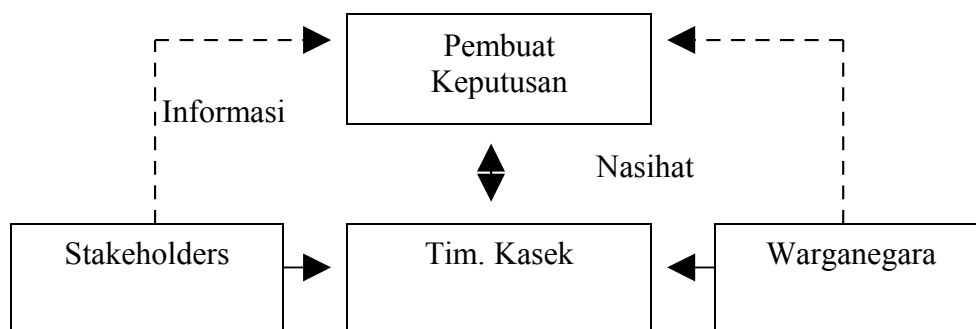 Pembuat
Keputusan
Informasi
Nasihat
Stakeholders
Tim. Kasek
Warganegara